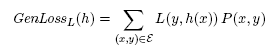 GenLoss_L(h) = ∑_{(x,y)∈ℰ} L(y, h(x)) P(x, y)